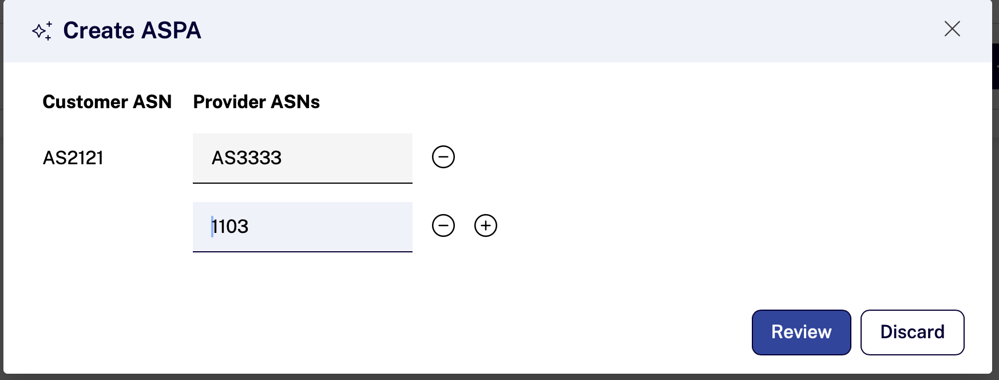 Create ASPA
Customer ASN Provider ASNs
AS2121 AS3333
1103
Review Discard